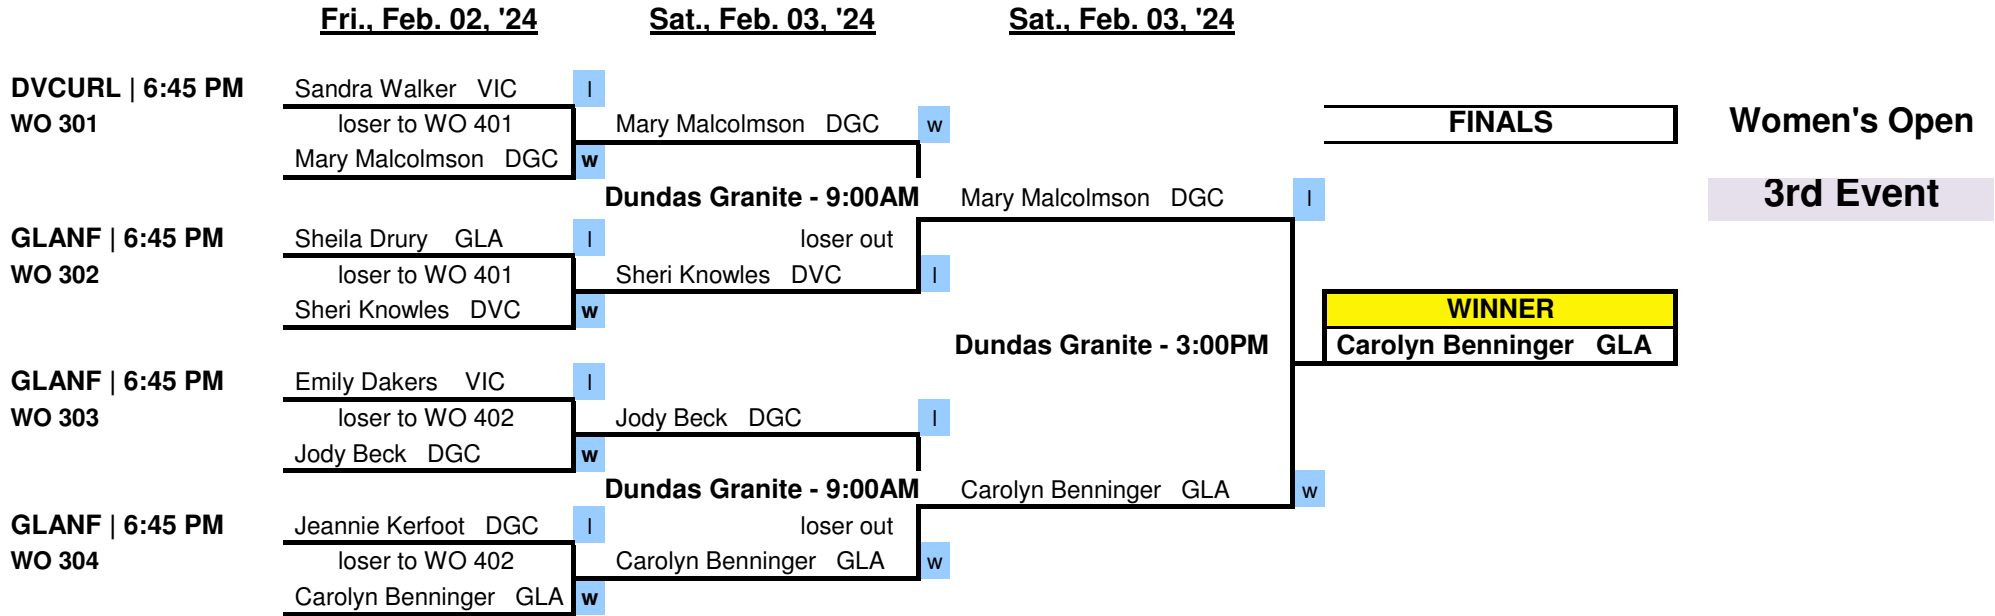 Fri., Feb. 02, '24 Sat., Feb. 03, '24 Sat., Feb. 03, '24
DVCURL | 6:45 PM Sandra Walker VIC l
WO 301 loser to WO 401 Mary Malcolmson DGC w FINALS Women's Open
Mary Malcolmson DGC w
Dundas Granite - 9:00AM Mary Malcolmson DGC l 3rd Event
GLANF | 6:45 PM Sheila Drury GLA l loser out
WO 302 loser to WO 401 Sheri Knowles DVC l
Sheri Knowles DVC w WINNER
Dundas Granite - 3:00PM Carolyn Benninger GLA
GLANF | 6:45 PM Emily Dakers VIC l
WO 303 loser to WO 402 Jody Beck DGC l
Jody Beck DGC w
Dundas Granite - 9:00AM Carolyn Benninger GLA w
GLANF | 6:45 PM Jeannie Kerfoot DGC l loser out
WO 304 loser to WO 402 Carolyn Benninger GLA w
Carolyn Benninger GLA w